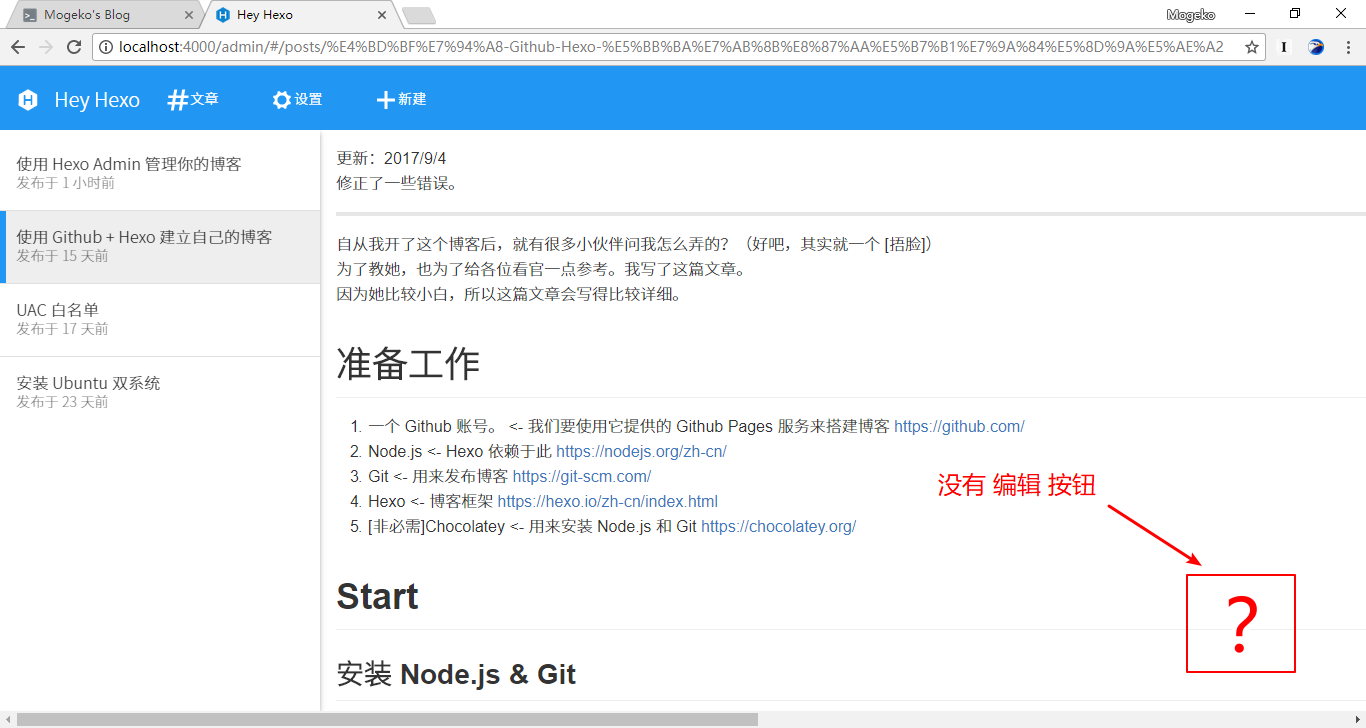 Mogeko's Blog
Hey Hexo
Mogeko
localhost:4000/admin/#/posts/%E4%BD%BF%E7%94%A8-Github-Hexo-%E5%BB%BA%E7%AB%8B%E8%87%AA%E5%B7%B1%E7%9A%84%E5%8D%9A%E5%AE%A2
Hey Hexo
文章
设置
新建
使用 Hexo Admin 管理你的博客
发布于 1 小时前
使用 Github + Hexo 建立自己的博客
发布于 15 天前
UAC 白名单
发布于 17 天前
安装 Ubuntu 双系统
发布于 23 天前
更新：2017/9/4
修正了一些错误。
自从我开了这个博客后，就有很多小伙伴问我怎么弄的？（好吧，其实就一个 [捂脸]）
为了教她，也为了给各位看官一点参考。我写了这篇文章。
因为她比较小白，所以这篇文章会写得比较详细。
准备工作
1. 一个 Github 账号。 <- 我们要使用它提供的 Github Pages 服务来搭建博客 https://github.com/
2. Node.js <- Hexo 依赖于此 https://nodejs.org/zh-cn/
3. Git <- 用来发布博客 https://git-scm.com/
4. Hexo <- 博客框架 https://hexo.io/zh-cn/index.html
5. [非必需]Chocolatey <- 用来安装 Node.js 和 Git https://chocolatey.org/
没有 编辑 按钮
?
Start
安装 Node.js & Git